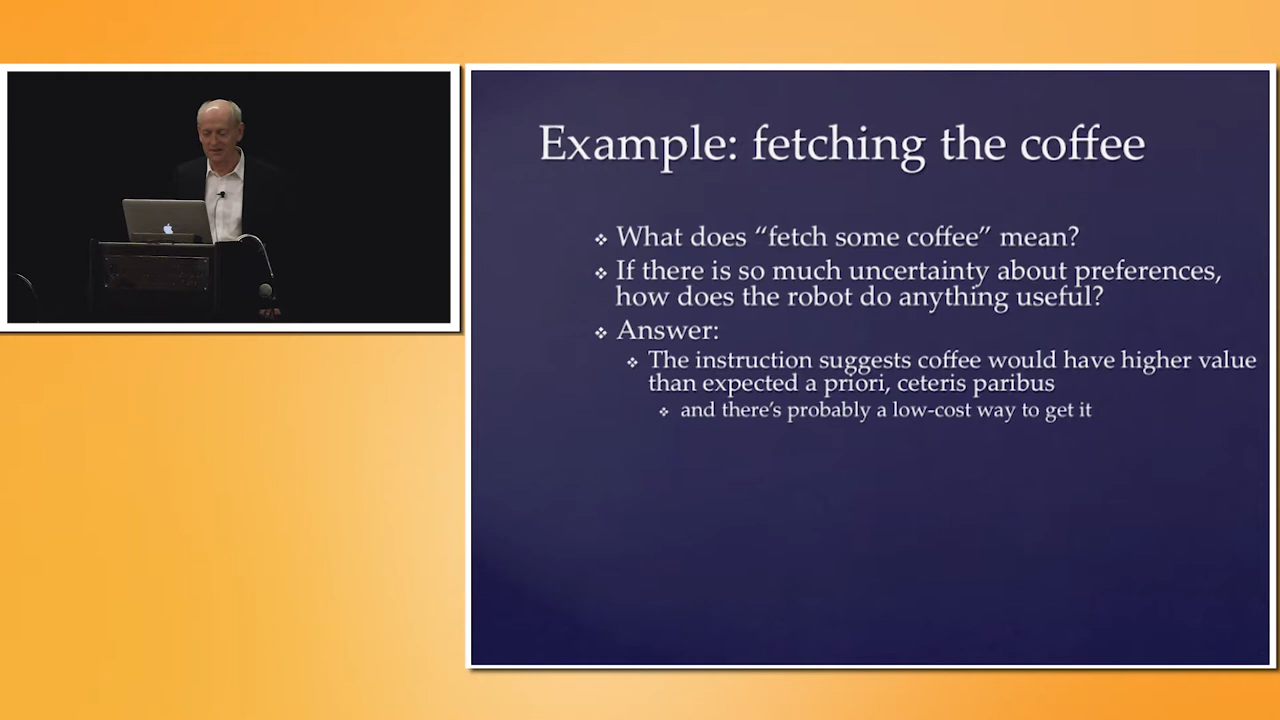 Example: fetching the coffee
❖ What does “fetch some coffee” mean?
❖ If there is so much uncertainty about preferences,
how does the robot do anything useful?
❖ Answer:
❖ The instruction suggests coffee would have higher value
than expected a priori, ceteris paribus
❖ and there’s probably a low-cost way to get it